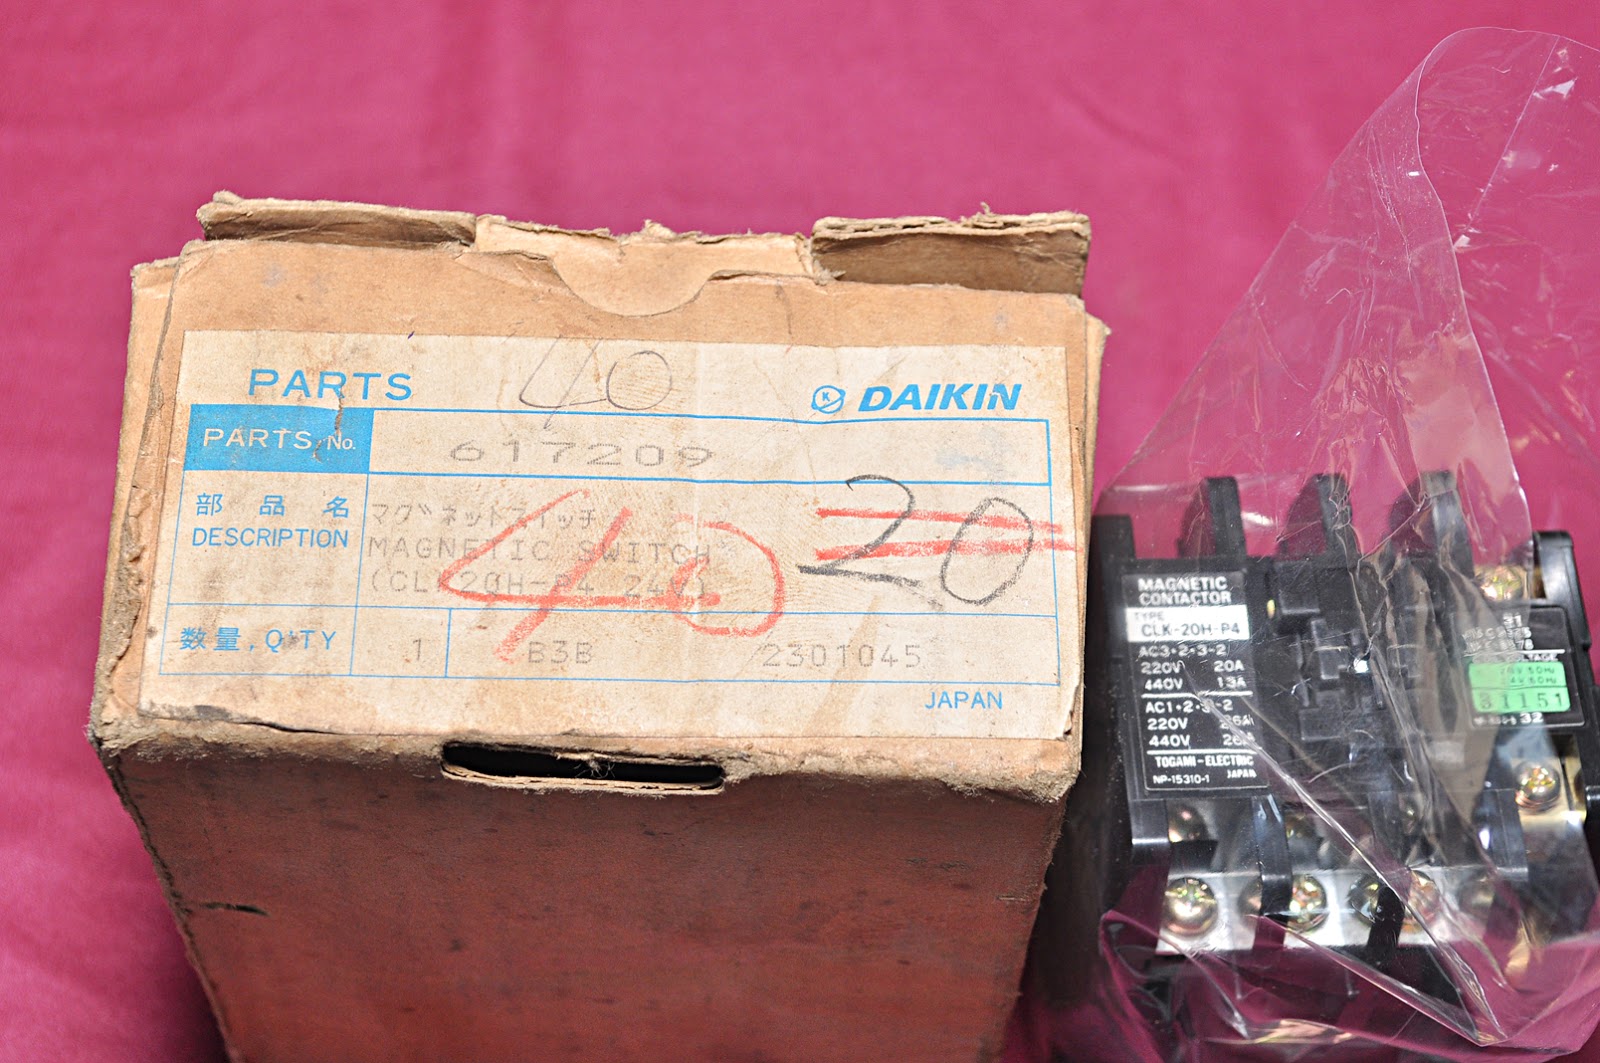 PARTS
40
DAIKIN
PARTS No.
617209
部品名
マグネットスイッチ
DESCRIPTION
MAGNETIC SWITCH
40
20
数量, Q'TY
1
B3B
2301045
JAPAN
MAGNETIC
CONTACTOR
TYPE
CLK-20H-P4
AC3・2・3-2
220V 20A
440V 13A
AC1・2・3-2
220V 26A
440V 26A
TOGAMI-ELECTRIC
NP-15310-1 JAPAN
31
31151
32